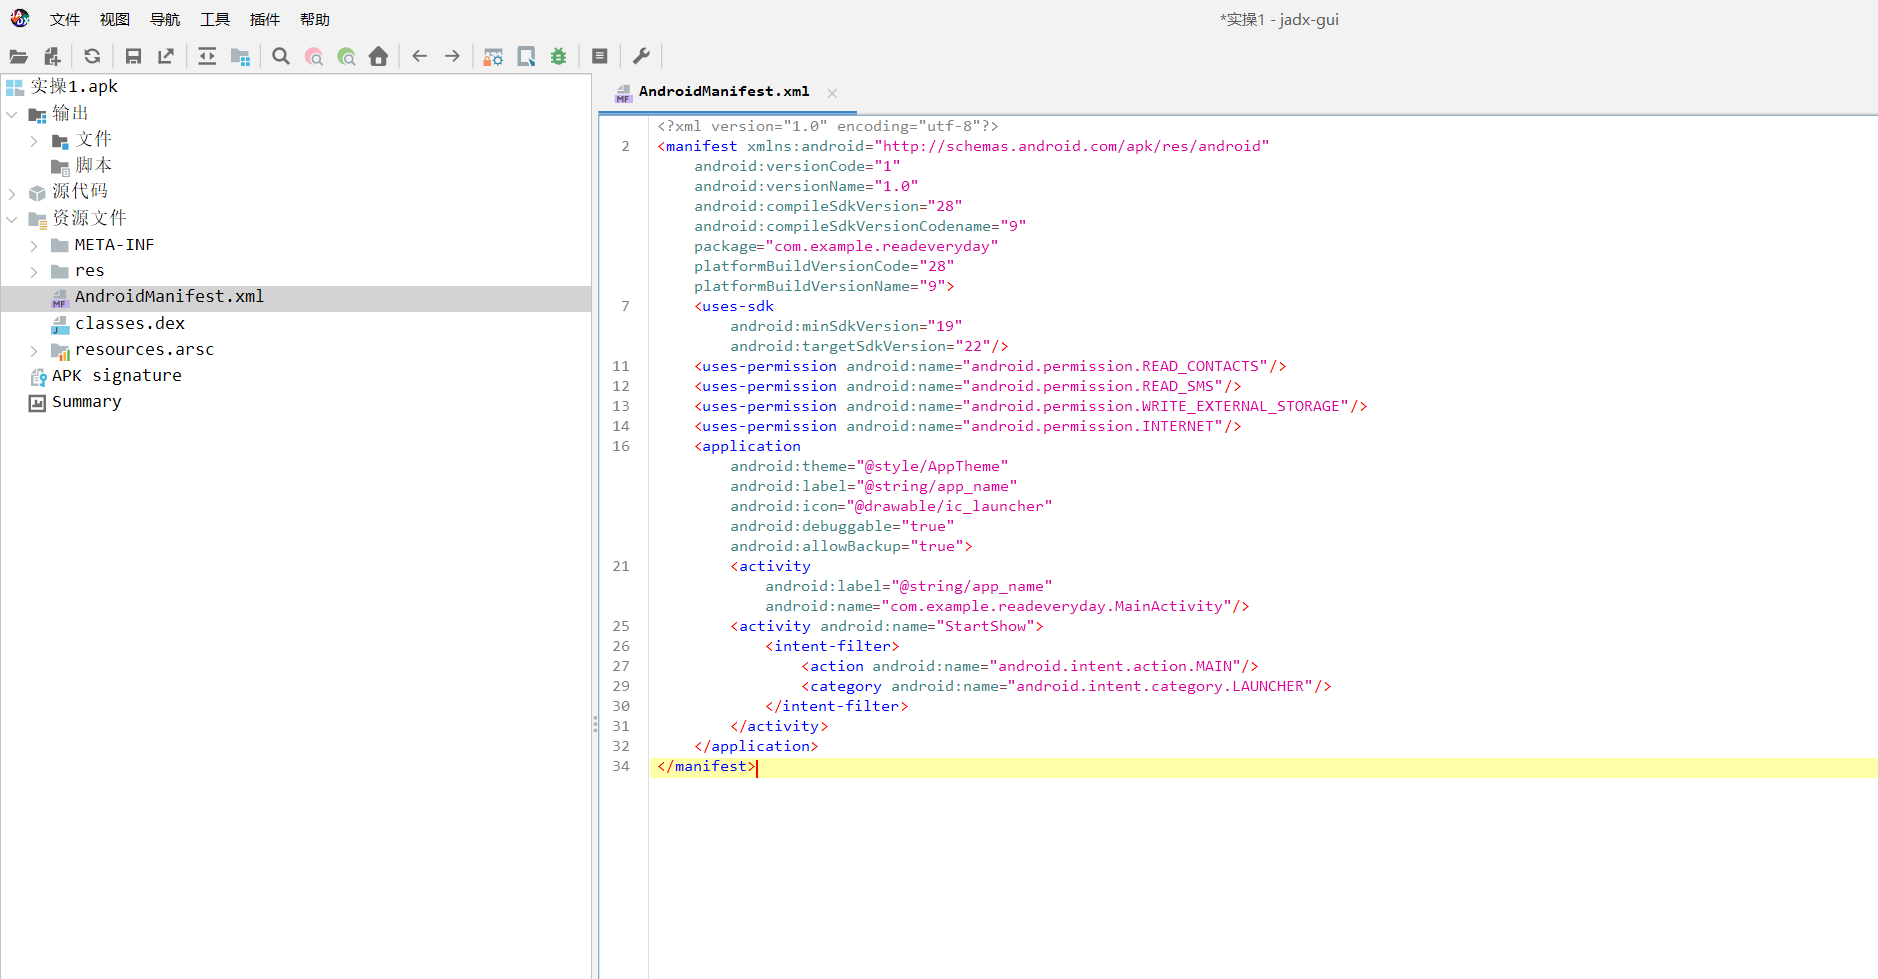 文件 视图 导航 工具 插件 帮助
*实操1 - jadx-gui
实操1.apk
输出
文件
脚本
源代码
资源文件
META-INF
res
AndroidManifest.xml
classes.dex
resources.arsc
APK signature
Summary
AndroidManifest.xml
<?xml version="1.0" encoding="utf-8"?>
2 <manifest xmlns:android="http://schemas.android.com/apk/res/android"
android:versionCode="1"
android:versionName="1.0"
android:compileSdkVersion="28"
android:compileSdkVersionCodename="9"
package="com.example.readeveryday"
platformBuildVersionCode="28"
platformBuildVersionName="9">
7 <uses-sdk
android:minSdkVersion="19"
android:targetSdkVersion="22"/>
11 <uses-permission android:name="android.permission.READ_CONTACTS"/>
12 <uses-permission android:name="android.permission.READ_SMS"/>
13 <uses-permission android:name="android.permission.WRITE_EXTERNAL_STORAGE"/>
14 <uses-permission android:name="android.permission.INTERNET"/>
16 <application
android:theme="@style/AppTheme"
android:label="@string/app_name"
android:icon="@drawable/ic_launcher"
android:debuggable="true"
android:allowBackup="true">
21 <activity
android:label="@string/app_name"
android:name="com.example.readeveryday.MainActivity"/>
25 <activity android:name="StartShow">
26 <intent-filter>
27 <action android:name="android.intent.action.MAIN"/>
29 <category android:name="android.intent.category.LAUNCHER"/>
30 </intent-filter>
31 </activity>
32 </application>
34 </manifest>